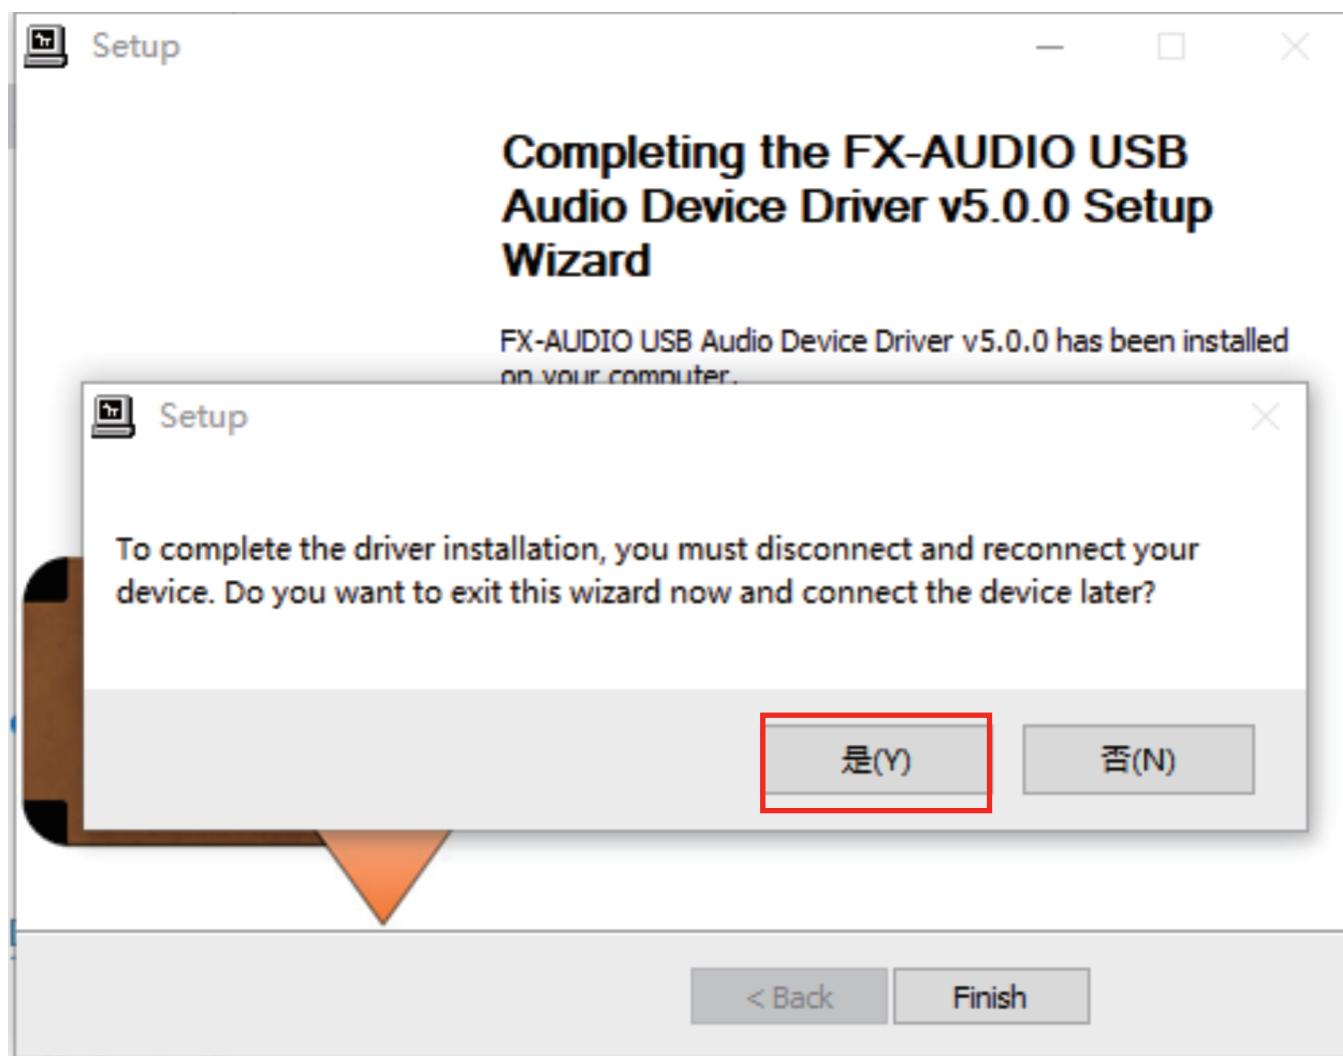 Setup
Completing the FX-AUDIO USB
Audio Device Driver v5.0.0 Setup
Wizard
FX-AUDIO USB Audio Device Driver v5.0.0 has been installed
on your computer.
Setup
To complete the driver installation, you must disconnect and reconnect your
device. Do you want to exit this wizard now and connect the device later?
是(Y) 否(N)
< Back Finish